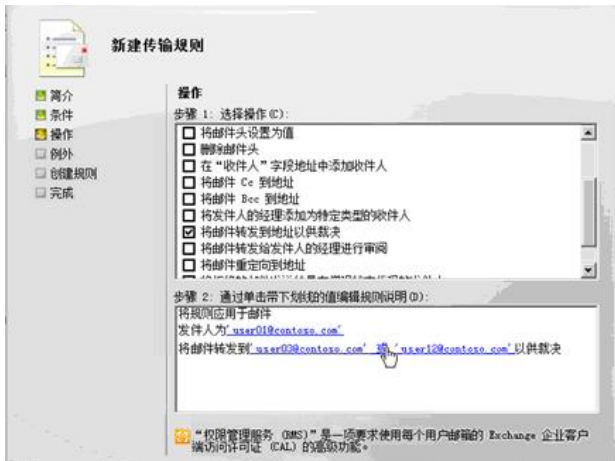 新建传输规则
简介
条件
操作
例外
创建规则
完成
操作
步骤 1: 选择操作(C):
将邮件头设置为值
删除邮件头
在“收件人”字段地址中添加收件人
将邮件 Cc 到地址
将邮件 Bcc 到地址
将发件人的经理添加为特定类型的收件人
将邮件转发到地址以供裁决
将邮件转发给发件人的经理进行审阅
将邮件重定向到地址
步骤 2: 通过单击带下划线的值编辑规则说明(D):
将规则应用于邮件
发件人为'user01@contoso.com'
将邮件转发到'user03@contoso.com' 或 'user12@contoso.com'以供裁决
“权限管理服务 (RMS)”是一项要求使用每个用户邮箱的 Exchange 企业客户
端访问许可证 (CAL) 的高级功能。